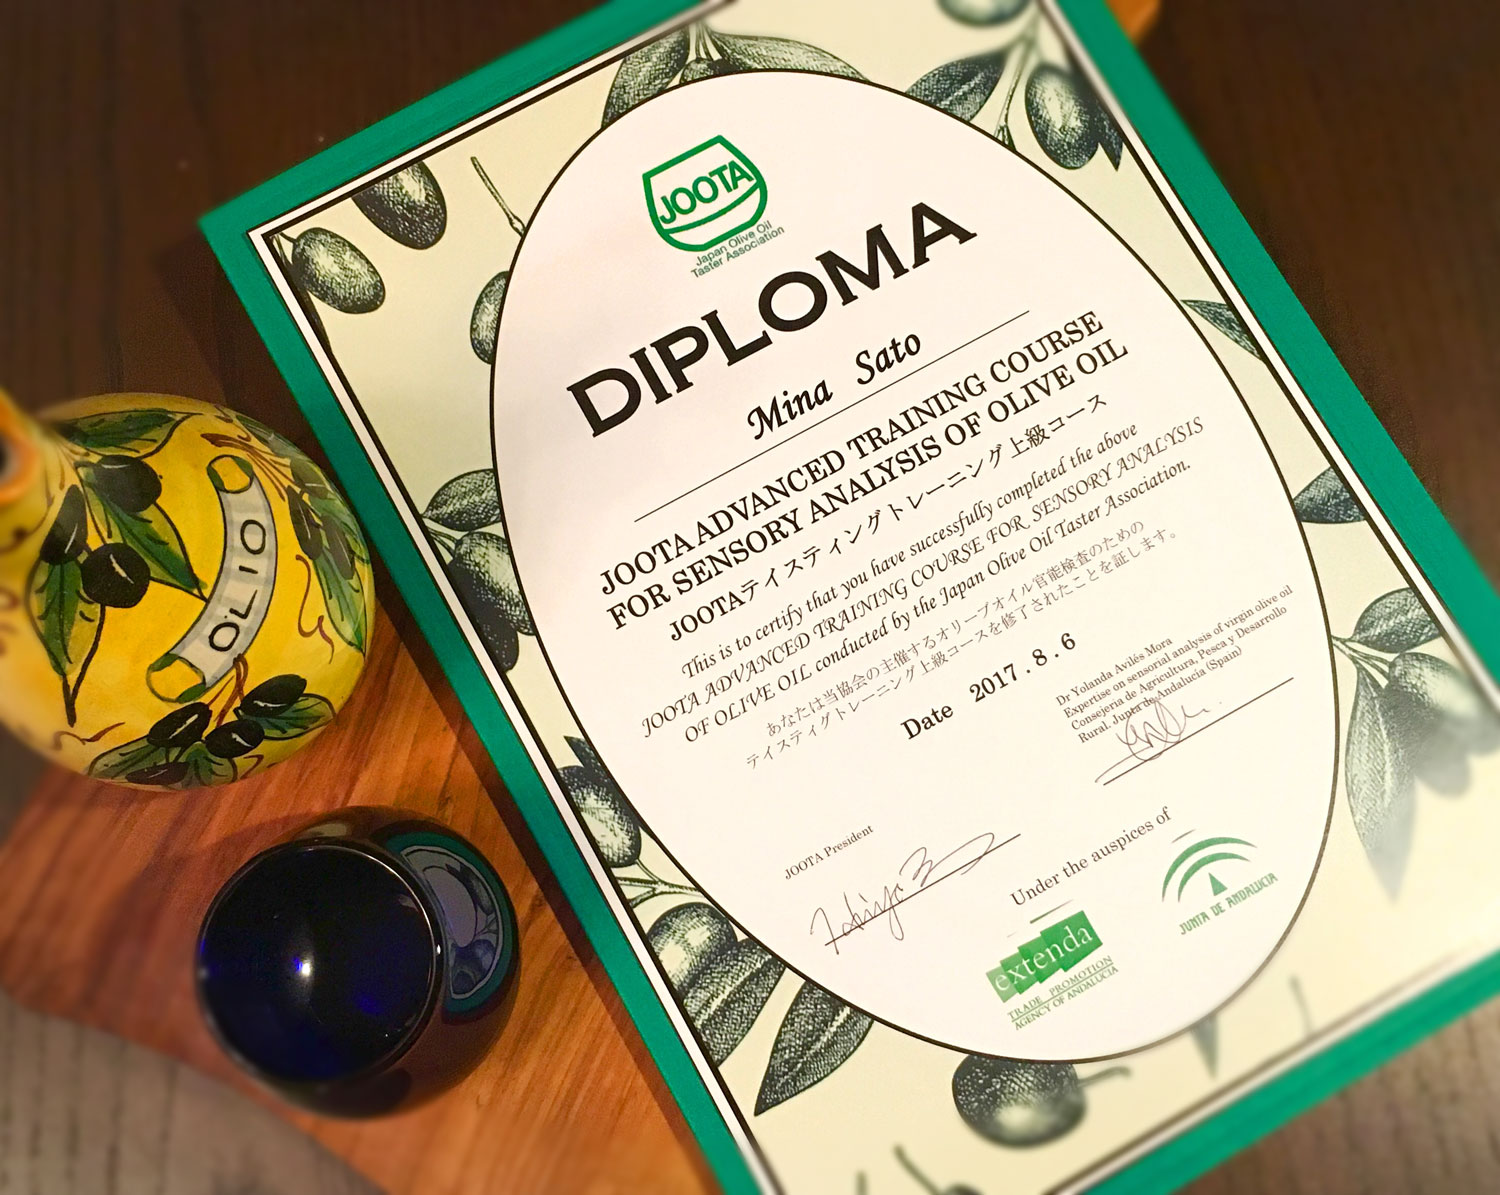 JOOTA
Japan Olive Oil
Taster Association
DIPLOMA
Mina Sato
JOOTA ADVANCED TRAINING COURSE
FOR SENSORY ANALYSIS OF OLIVE OIL
JOOTAテイスティングトレーニング上級コース
This is to certify that you have successfully completed the above
JOOTA ADVANCED TRAINING COURSE FOR SENSORY ANALYSIS
OF OLIVE OIL conducted by the Japan Olive Oil Taster Association.
あなたは当協会の主催するオリーブオイル官能検査のための
テイスティングトレーニング上級コースを修了されたことを証します。
Date 2017.8.6
Dr Yolanda Avilés Mora
Expertise on sensorial analysis of virgin olive oil
Consejeria de Agricultura, Pesca y Desarrollo
Rural. Junta de Andalucía (Spain)
JOOTA President
Under the auspices of
extenda
TRADE PROMOTION
AGENCY OF ANDALUCIA
JUNTA DE ANDALUCIA
OLIO